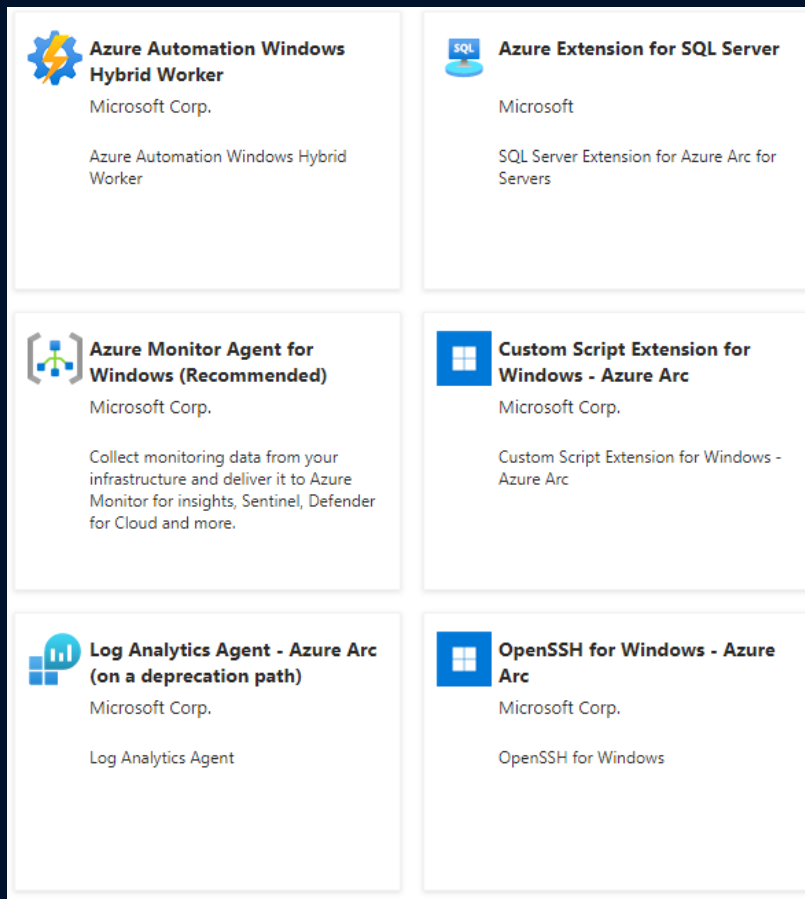 Azure Automation Windows
Hybrid Worker
Microsoft Corp.
Azure Automation Windows Hybrid
Worker
SQL
Azure Extension for SQL Server
Microsoft
SQL Server Extension for Azure Arc for
Servers
Azure Monitor Agent for
Windows (Recommended)
Microsoft Corp.
Collect monitoring data from your
infrastructure and deliver it to Azure
Monitor for insights, Sentinel, Defender
for Cloud and more.
Custom Script Extension for
Windows - Azure Arc
Microsoft Corp.
Custom Script Extension for Windows -
Azure Arc
Log Analytics Agent - Azure Arc
(on a deprecation path)
Microsoft Corp.
Log Analytics Agent
OpenSSH for Windows - Azure
Arc
Microsoft Corp.
OpenSSH for Windows